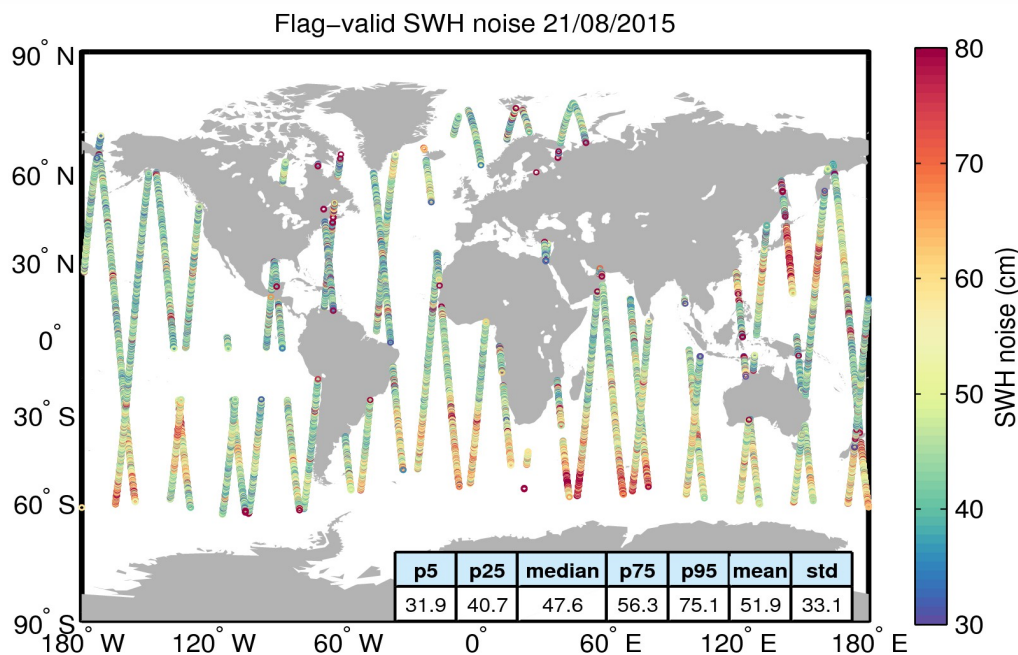 Flag−valid SWH noise 21/08/2015
90° N
60° N
30° N
0°
30° S
60° S
90° S
180° W
120° W
60° W
0°
60° E
120° E
180° E
p5 p25 median p75 p95 mean std
31.9 40.7 47.6 56.3 75.1 51.9 33.1
80
70
60
50
40
30
SWH noise (cm)